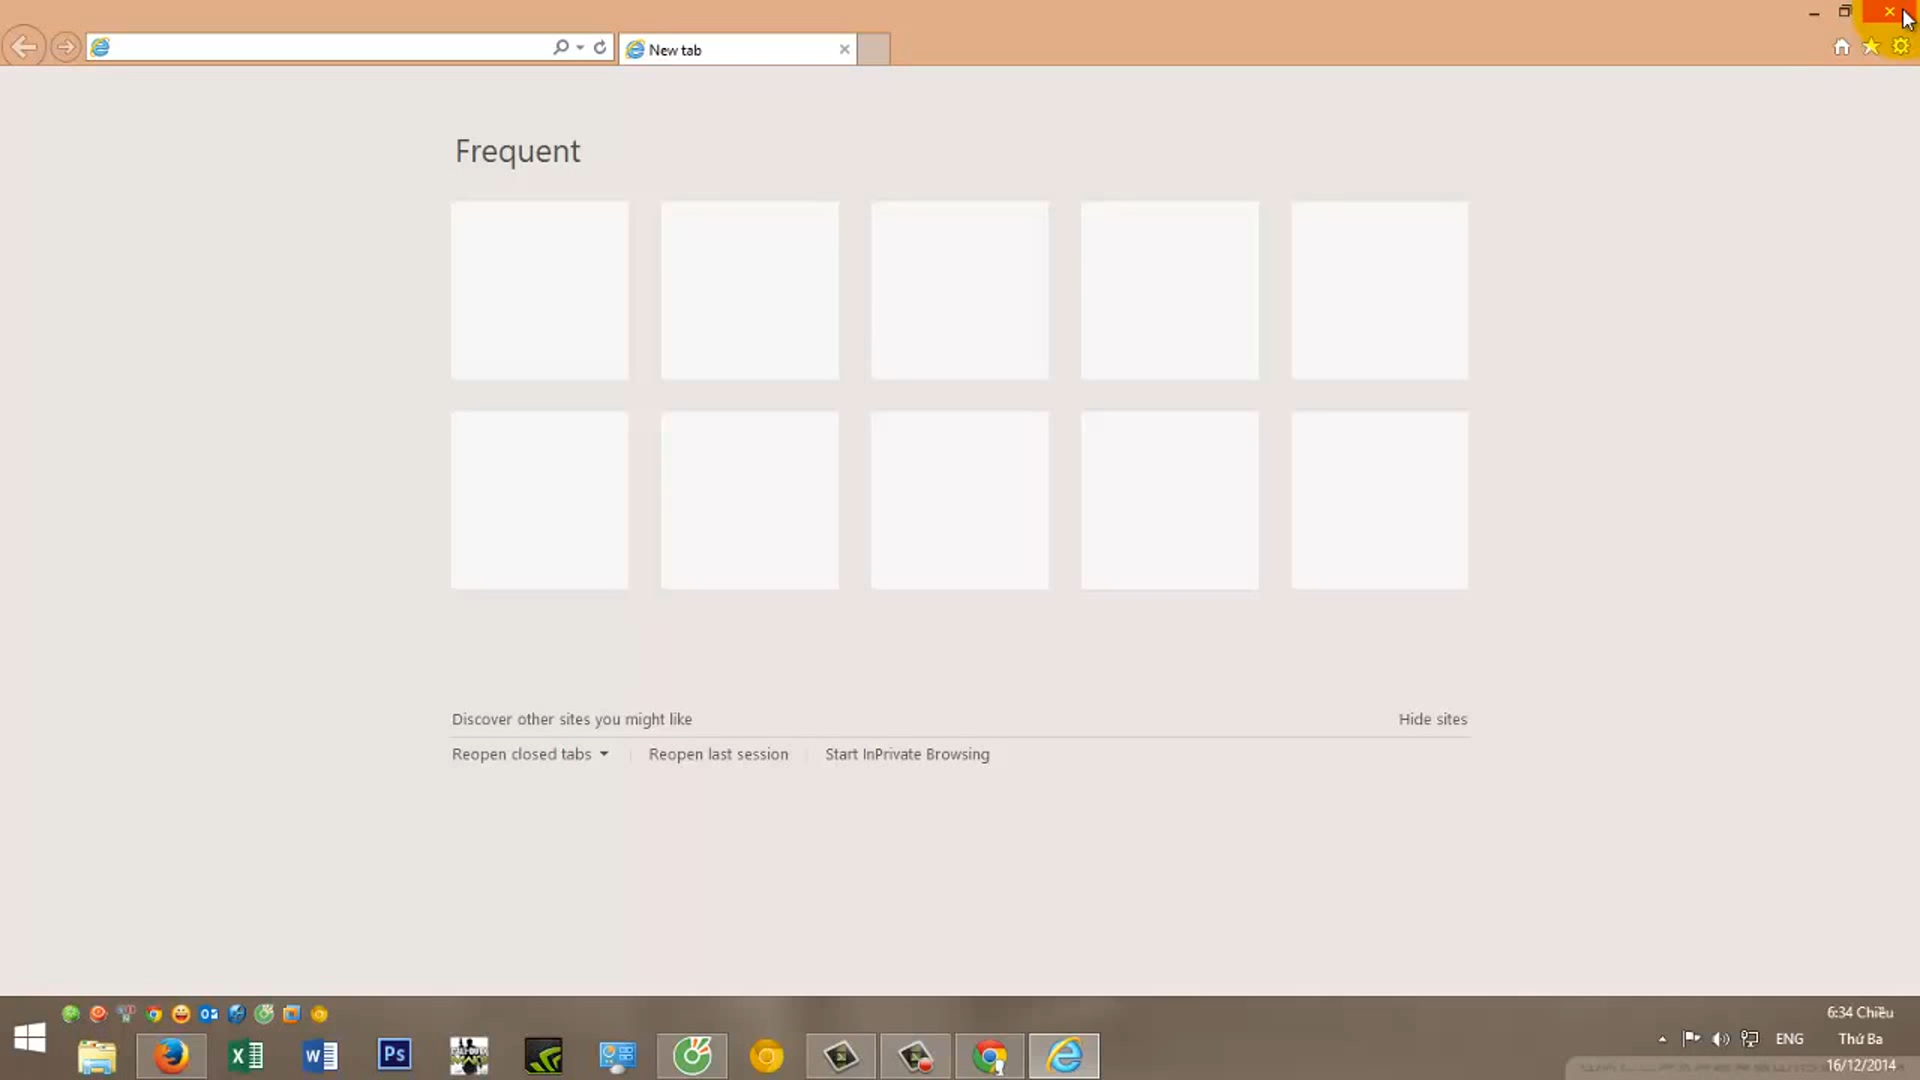 New tab
Frequent
Discover other sites you might like
Hide sites
Reopen closed tabs
Reopen last session
Start InPrivate Browsing
6:34 Chiều
ENG
Thứ Ba
16/12/2014